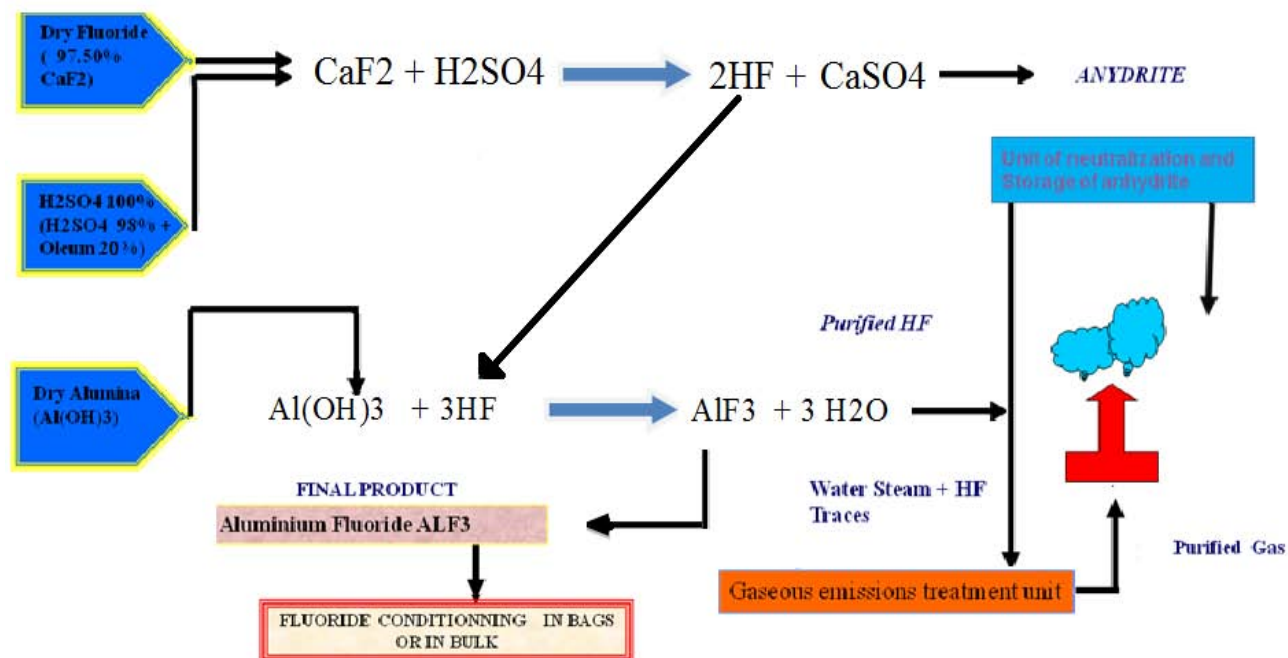 Dry Fluoride
( 97.50%
CaF2)
CaF2 + H2SO4
2HF + CaSO4
ANYDRITE
Unit of neutralization and
Storage of anhydrite
H2SO4 100%
(H2SO4 98% +
Oleum 20%)
Purified HF
Dry Alumina
(Al(OH)3)
Al(OH)3 + 3HF
AlF3 + 3 H2O
FINAL PRODUCT
Aluminium Fluoride ALF3
Water Steam + HF
Traces
Purified Gas
Gaseous emissions treatment unit
FLUORIDE CONDITIONNING IN BAGS
OR IN BULK